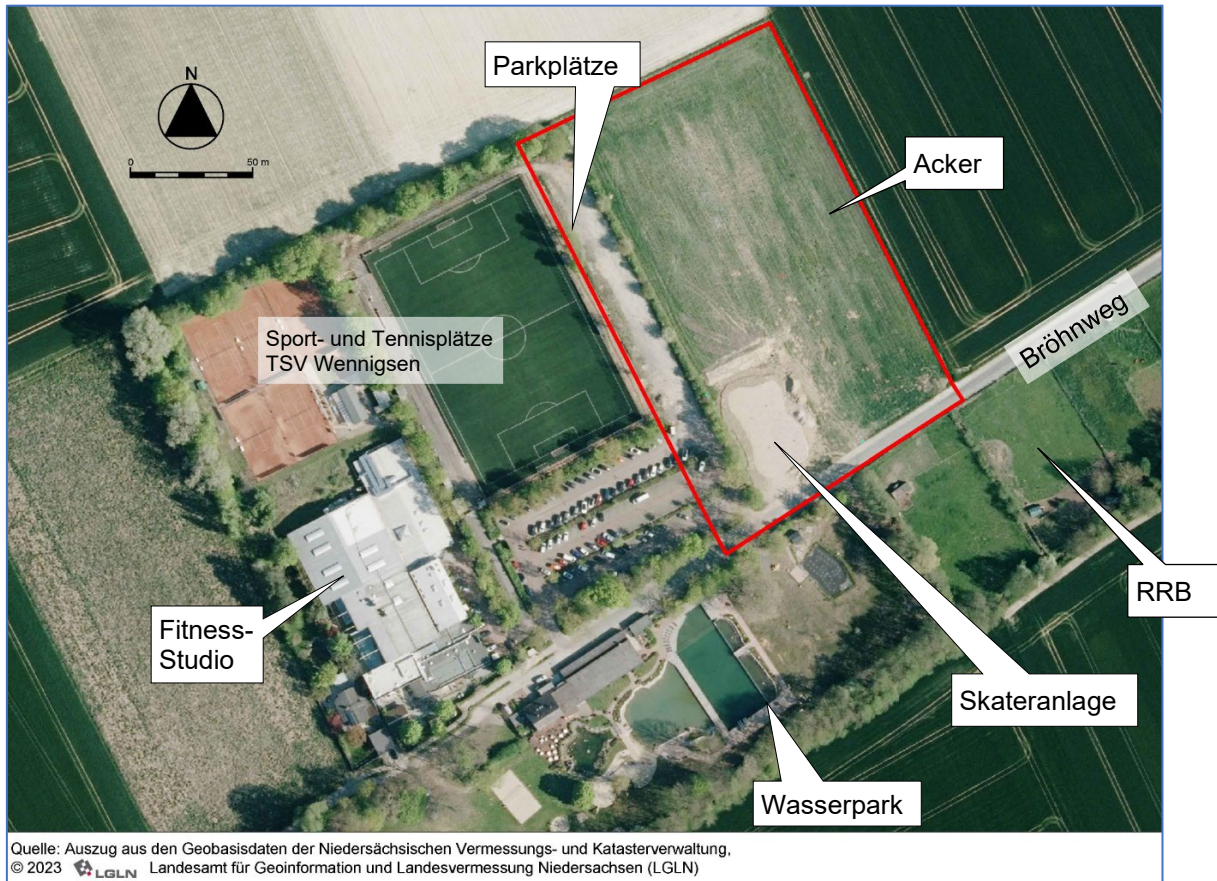 Parkplätze
N
0 50 m
Acker
Bröhnweg
Sport- und Tennisplätze
TSV Wennigsen
RRB
Fitness-
Studio
Skateranlage
Wasserpark
Quelle: Auszug aus den Geobasisdaten der Niedersächsischen Vermessungs- und Katasterverwaltung,
© 2023 LGLN Landesamt für Geoinformation und Landesvermessung Niedersachsen (LGLN)